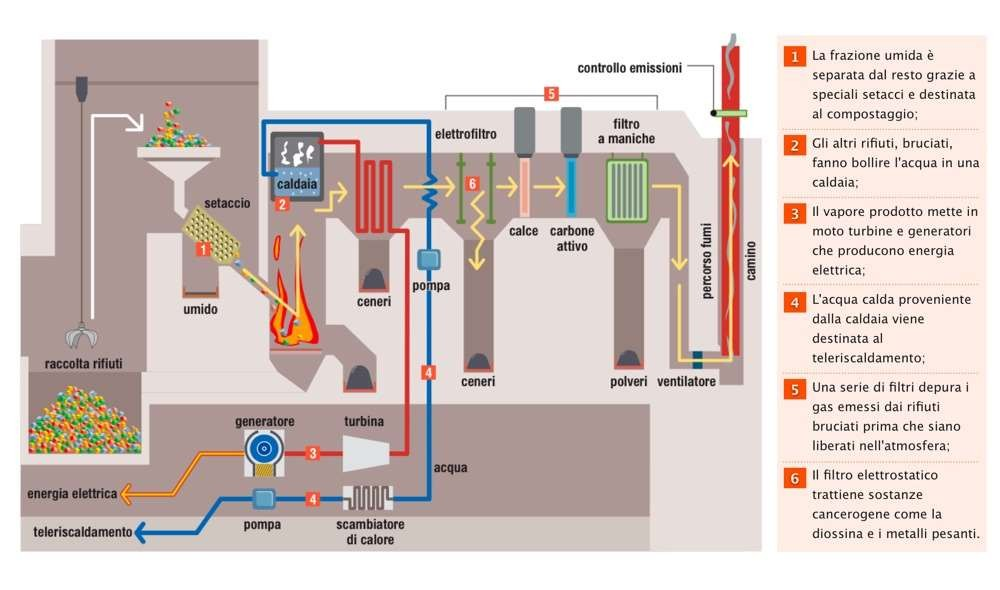 controllo emissioni
5
elettrofiltro
filtro
a maniche
caldaia
2
6
setaccio
1
calce
carbone
attivo
percorso fumi
camino
umido
ceneri
pompa
raccolta rifiuti
4
ceneri
polveri
ventilatore
generatore
turbina
3
acqua
energia elettrica
4
teleriscaldamento
pompa
scambiatore
di calore
1
La frazione umida è
separata dal resto grazie a
speciali setacci e destinata
al compostaggio;
2
Gli altri rifiuti, bruciati,
fanno bollire l'acqua in una
caldaia;
3
Il vapore prodotto mette in
moto turbine e generatori
che producono energia
elettrica;
4
L'acqua calda proveniente
dalla caldaia viene
destinata al
teleriscaldamento;
5
Una serie di filtri depura i
gas emessi dai rifiuti
bruciati prima che siano
liberati nell'atmosfera;
6
Il filtro elettrostatico
trattiene sostanze
cancerogene come la
diossina e i metalli pesanti.